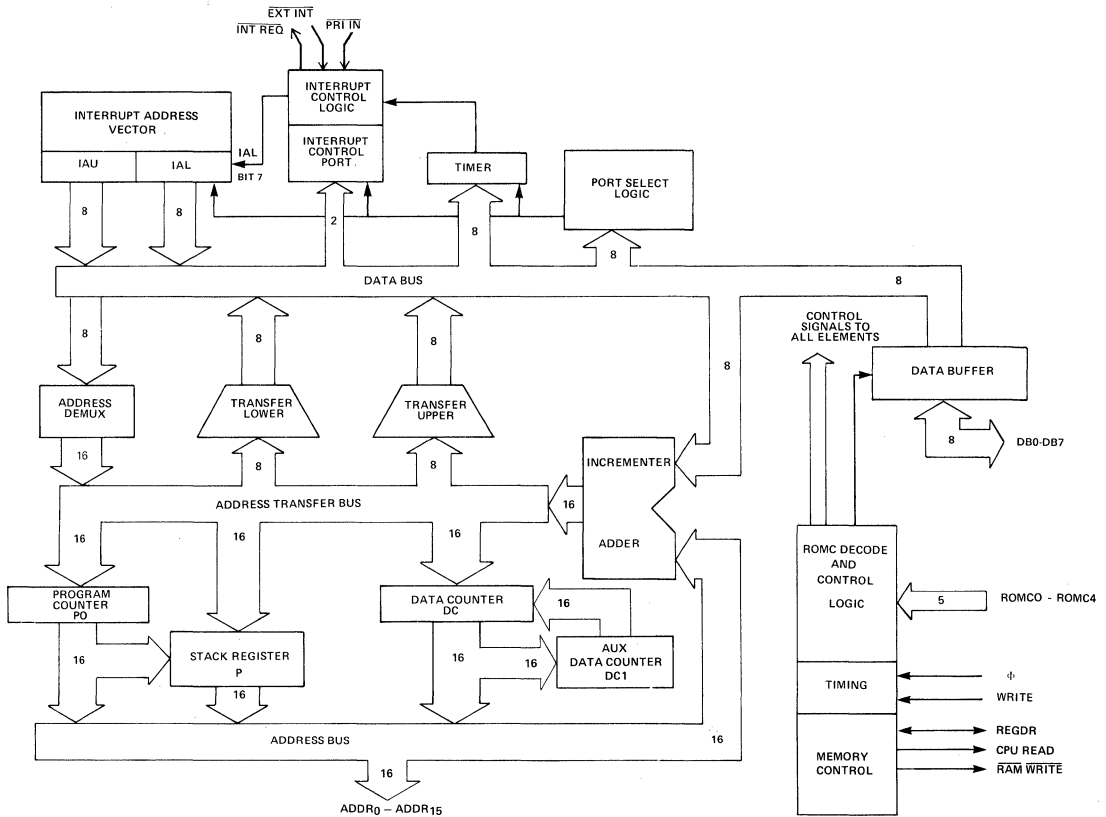 EXT INT
INT REQ
PRI IN
INTERRUPT
CONTROL
LOGIC
INTERRUPT
CONTROL
PORT
INTERRUPT ADDRESS
VECTOR
IAU
IAL
IAL
BIT 7
TIMER
PORT SELECT
LOGIC
8
8
2
8
8
DATA BUS
8
8
8
8
8
CONTROL
SIGNALS TO
ALL ELEMENTS
DATA BUFFER
8
DB0-DB7
ADDRESS
DEMUX
TRANSFER
LOWER
TRANSFER
UPPER
16
8
8
INCREMENTER
ADDER
ADDRESS TRANSFER BUS
16
16
16
16
ROMC DECODE
AND
CONTROL
LOGIC
5
ROMC0 - ROMC4
PROGRAM
COUNTER
PO
DATA COUNTER
DC
16
AUX
DATA COUNTER
DC1
16
STACK REGISTER
P
16
16
16
TIMING
Φ
WRITE
ADDRESS BUS
16
MEMORY
CONTROL
REGDR
CPU READ
RAM WRITE
16
ADDR0 – ADDR15